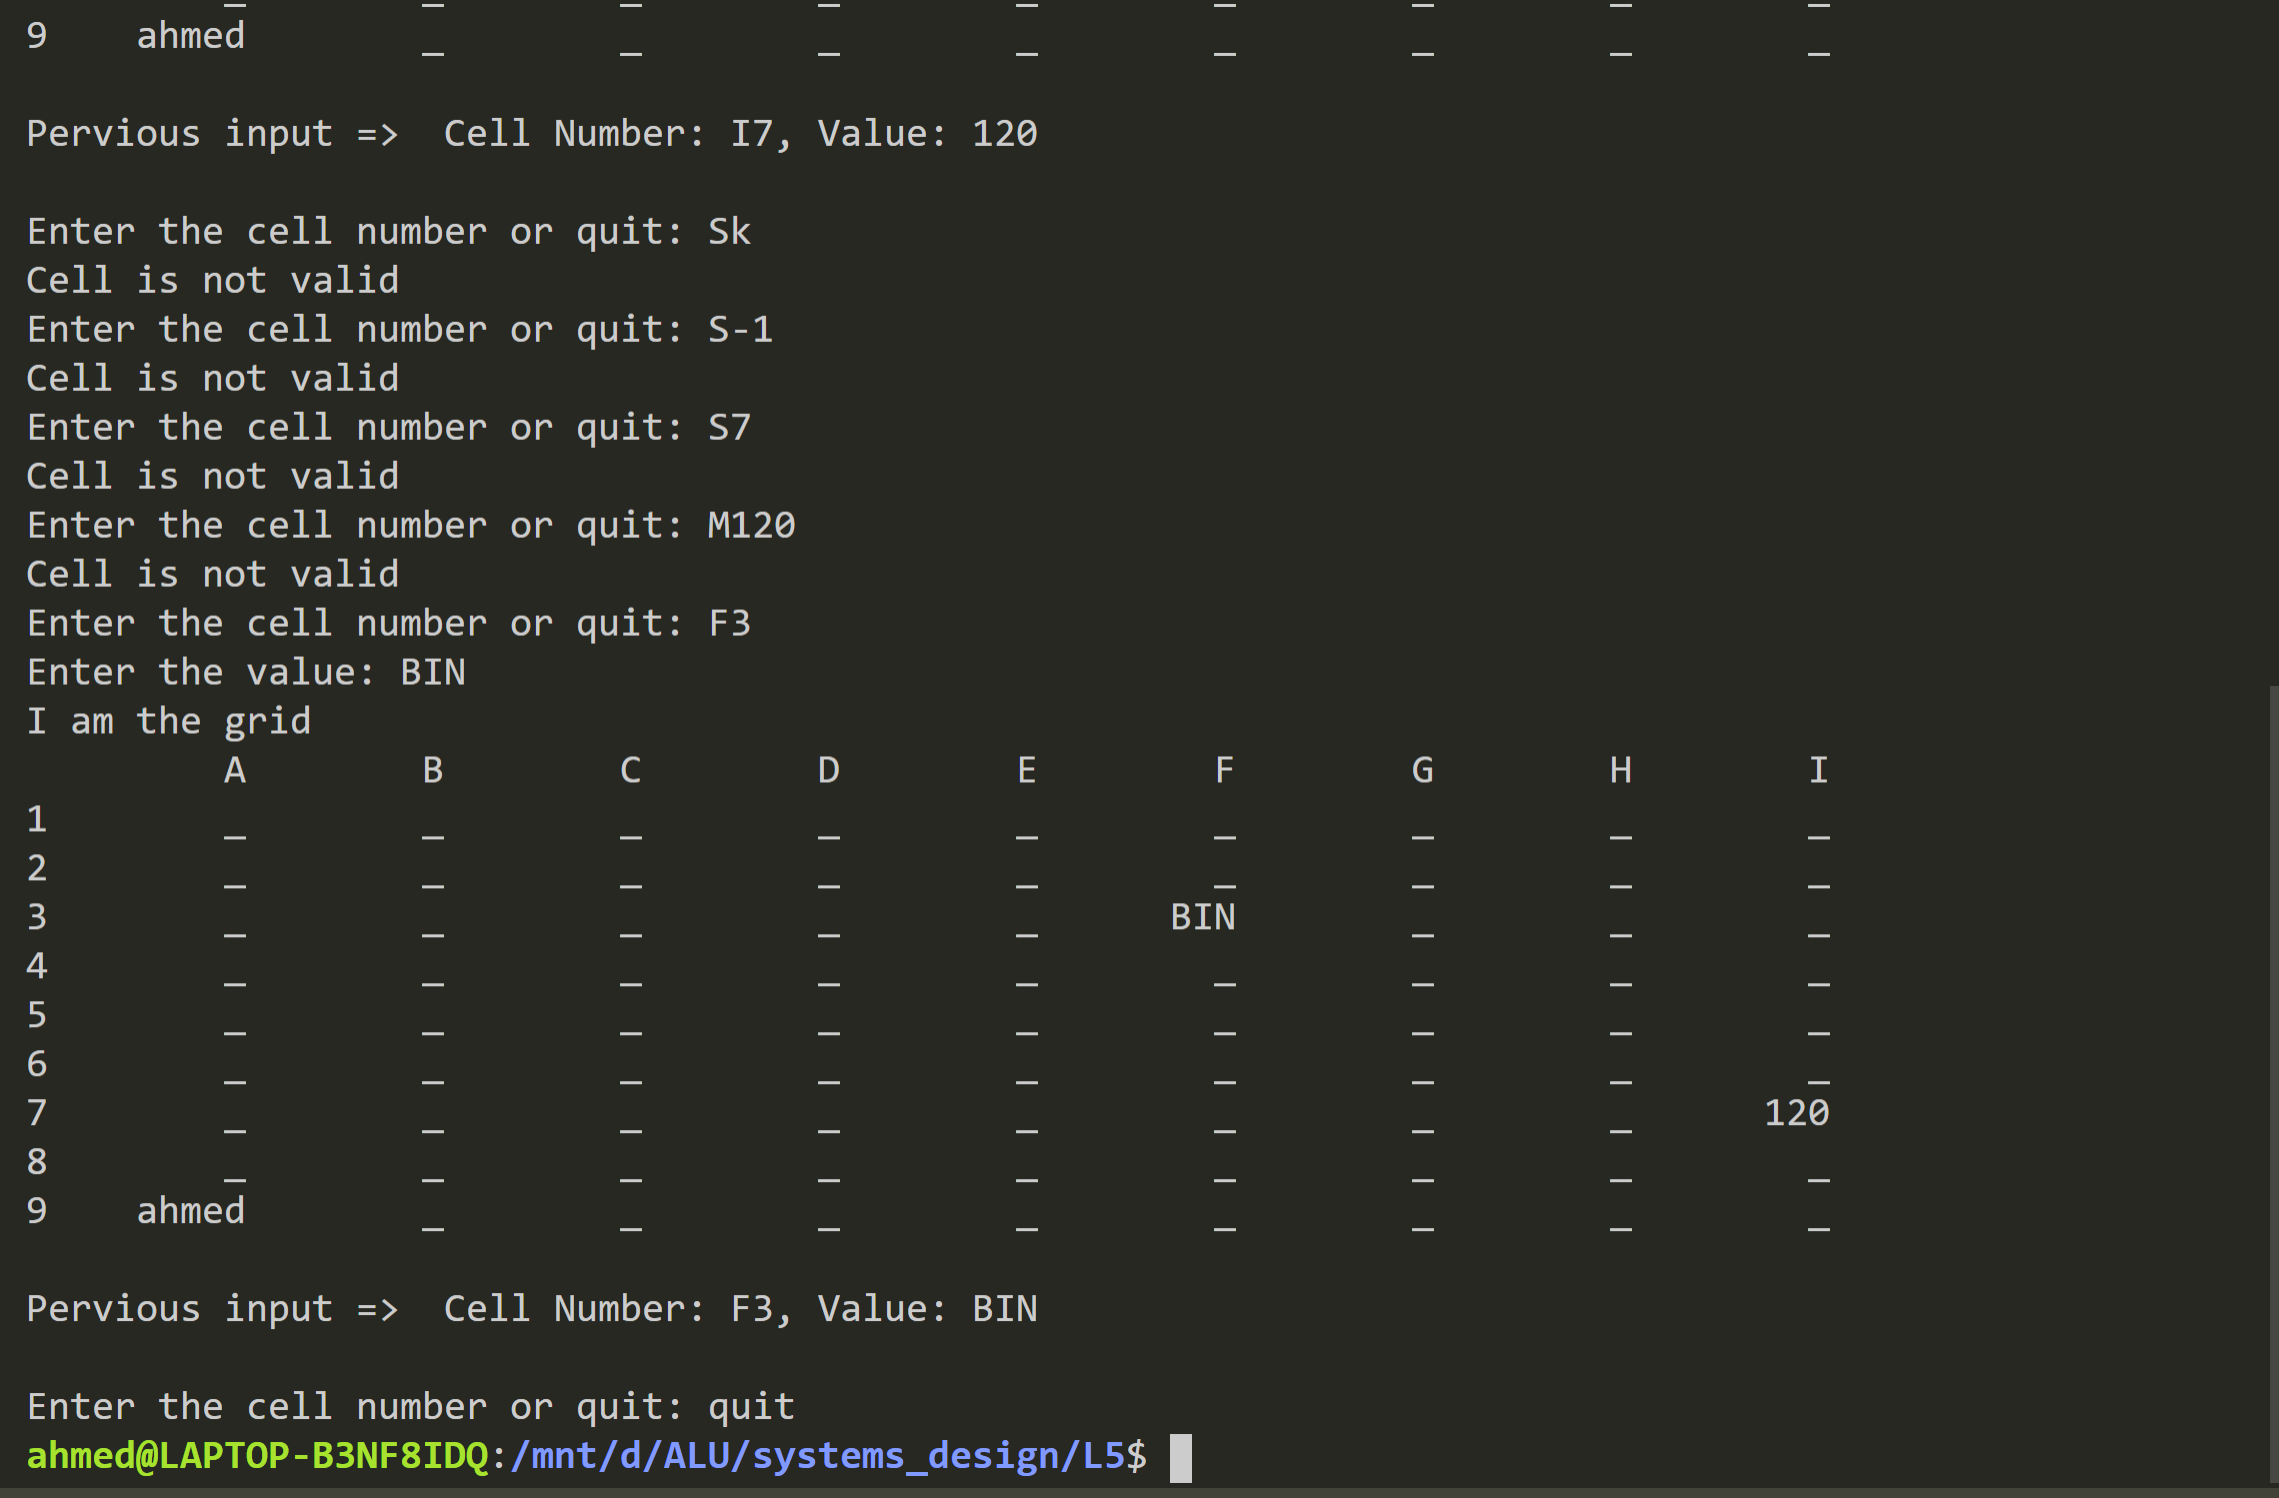 _ _ _ _ _ _ _ _ _
9 ahmed _ _ _ _ _ _ _ _
Pervious input => Cell Number: I7, Value: 120
Enter the cell number or quit: Sk
Cell is not valid
Enter the cell number or quit: S-1
Cell is not valid
Enter the cell number or quit: S7
Cell is not valid
Enter the cell number or quit: M120
Cell is not valid
Enter the cell number or quit: F3
Enter the value: BIN
I am the grid
A B C D E F G H I
1 _ _ _ _ _ _ _ _ _
2 _ _ _ _ _ _ _ _ _
3 _ _ _ _ _ BIN _ _ _
4 _ _ _ _ _ _ _ _ _
5 _ _ _ _ _ _ _ _ _
6 _ _ _ _ _ _ _ _ _
7 _ _ _ _ _ _ _ _ 120
8 _ _ _ _ _ _ _ _ _
9 ahmed _ _ _ _ _ _ _ _
Pervious input => Cell Number: F3, Value: BIN
Enter the cell number or quit: quit
ahmed@LAPTOP-B3NF8IDQ:/mnt/d/ALU/systems_design/L5$